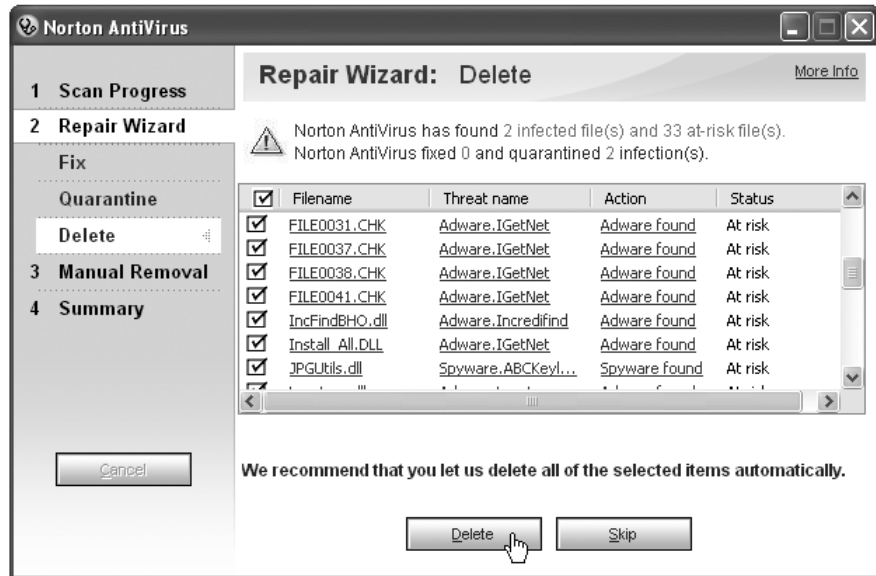 Norton AntiVirus
1 Scan Progress
2 Repair Wizard
Fix
Quarantine
Delete
3 Manual Removal
4 Summary
Cancel
Repair Wizard: Delete
More Info
Norton AntiVirus has found 2 infected file(s) and 33 at-risk file(s).
Norton AntiVirus fixed 0 and quarantined 2 infection(s).
Filename Threat name Action Status
FILE0031.CHK Adware.IGetNet Adware found At risk
FILE0037.CHK Adware.IGetNet Adware found At risk
FILE0038.CHK Adware.IGetNet Adware found At risk
FILE0041.CHK Adware.IGetNet Adware found At risk
IncFindBHO.dll Adware.Incredifind Adware found At risk
Install_All.DLL Adware.IGetNet Adware found At risk
JPGUtils.dll Spyware.ABCKeyl... Spyware found At risk
We recommend that you let us delete all of the selected items automatically.
Delete Skip